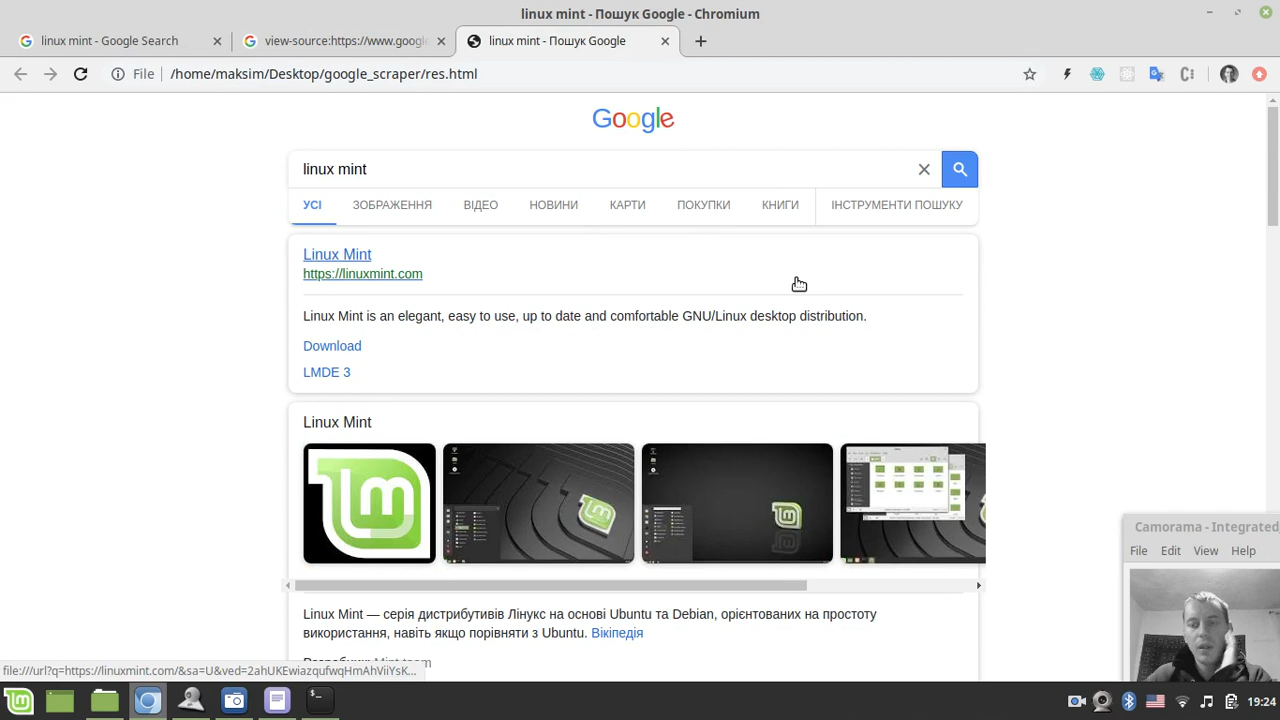 linux mint - Пошук Google - Chromium
linux mint - Google Search
view-source:https://www.google
linux mint - Пошук Google
File
/home/maksim/Desktop/google_scraper/res.html
Google
linux mint
УСІ
ЗОБРАЖЕННЯ
ВІДЕО
НОВИНИ
КАРТИ
ПОКУПКИ
КНИГИ
ІНСТРУМЕНТИ ПОШУКУ
Linux Mint
https://linuxmint.com
Linux Mint is an elegant, easy to use, up to date and comfortable GNU/Linux desktop distribution.
Download
LMDE 3
Linux Mint
Camorama - Integrated
File Edit View Help
Linux Mint — серія дистрибутивів Лінукс на основі Ubuntu та Debian, орієнтованих на простоту
використання, навіть якщо порівняти з Ubuntu. Вікіпедія
file:///url?q=https://linuxmint.com/&sa=U&ved=2ahUKEwiazqufwqHmAhViiYsK...
19:24